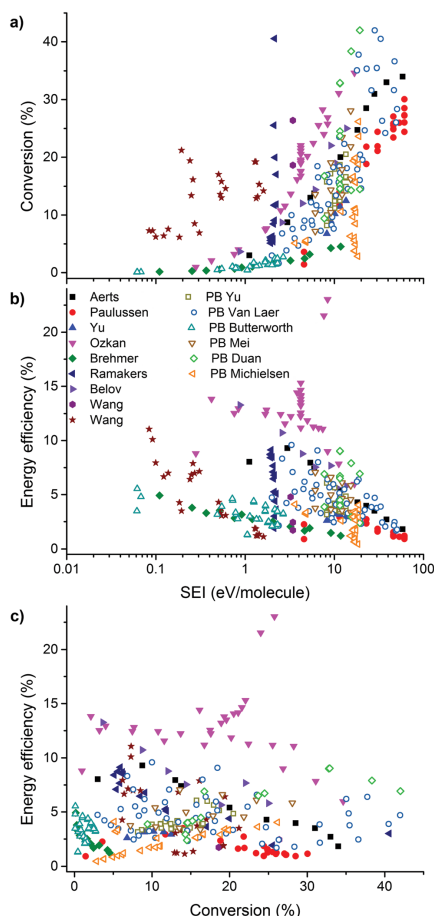 a)
Conversion (%)
40
30
20
10
0
b)
Energy efficiency (%)
20
15
10
5
0
Aerts
Paulussen
Yu
Ozkan
Brehmer
Ramakers
Belov
Wang
Wang
PB Yu
PB Van Laer
PB Butterworth
PB Mei
PB Duan
PB Michielsen
0.01 0.1 1 10 100
SEI (eV/molecule)
c)
Energy efficiency (%)
20
15
10
5
0
0 10 20 30 40
Conversion (%)